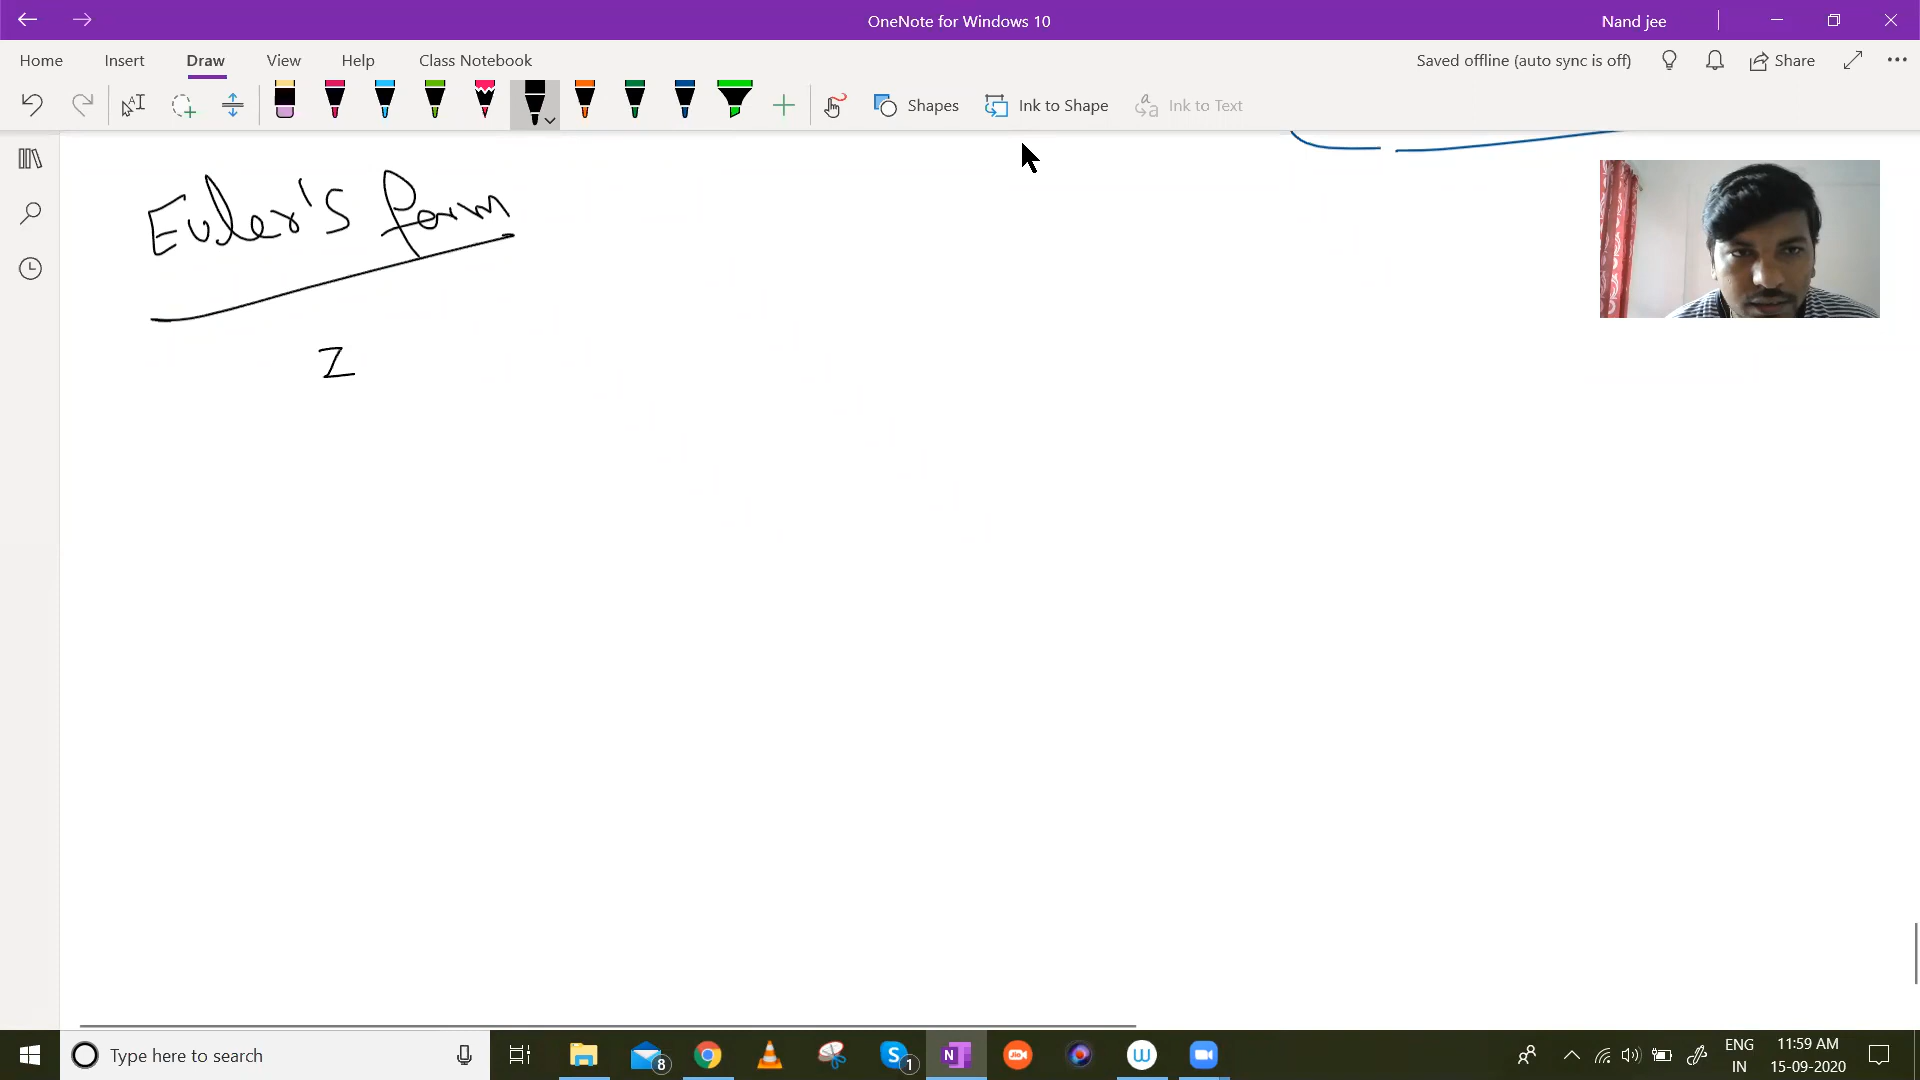 OneNote for Windows 10
Nand jee
Home Insert Draw View Help Class Notebook
Saved offline (auto sync is off) Share
Shapes Ink to Shape Ink to Text
Euler's form
Z
Type here to search
8
1
ENG
IN
11:59 AM
15-09-2020